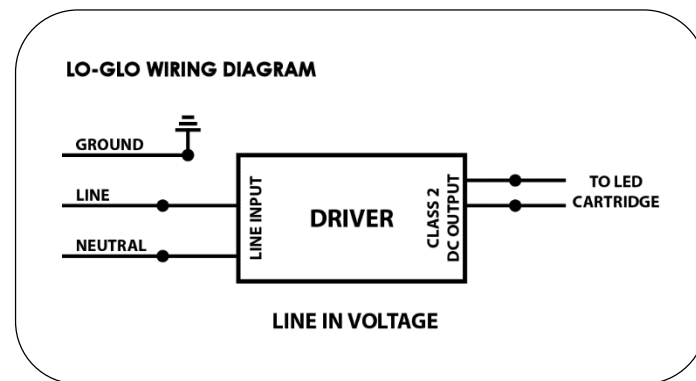 LO-GLO WIRING DIAGRAM
GROUND
LINE
NEUTRAL
LINE INPUT
DRIVER
CLASS 2
DC OUTPUT
TO LED
CARTRIDGE
LINE IN VOLTAGE